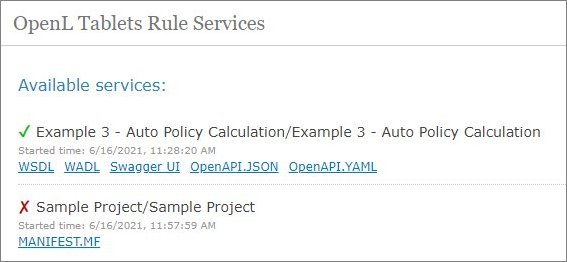 OpenL Tablets Rule Services
Available services:
✓ Example 3 - Auto Policy Calculation/Example 3 - Auto Policy Calculation
Started time: 6/16/2021, 11:28:20 AM
WSDL WADL Swagger UI OpenAPI.JSON OpenAPI.YAML
✗ Sample Project/Sample Project
Started time: 6/16/2021, 11:57:59 AM
MANIFEST.MF